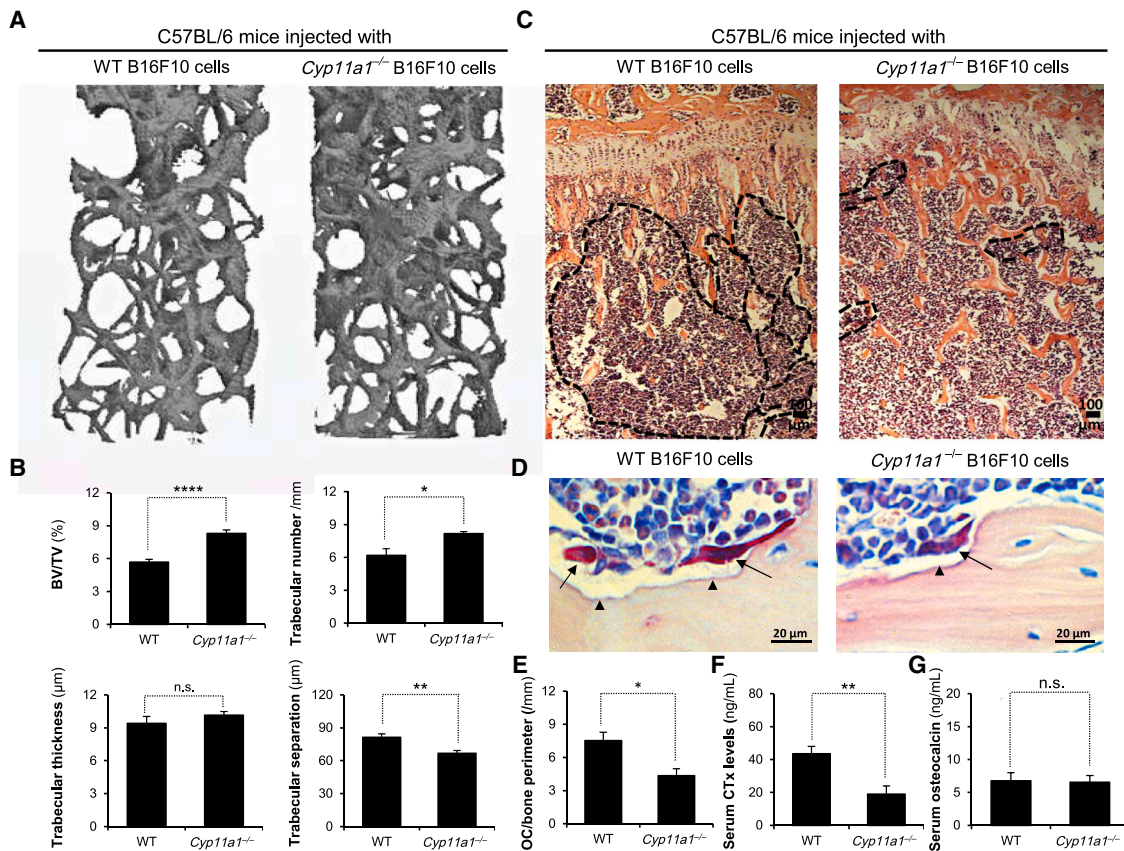 A
C57BL/6 mice injected with
WT B16F10 cells
Cyp11a1–/– B16F10 cells
C
C57BL/6 mice injected with
WT B16F10 cells
Cyp11a1–/– B16F10 cells
100
µm
100
µm
B
BV/TV (%)
12
9
6
3
0
****
WT
Cyp11a1–/–
Trabecular number /mm
12
9
6
3
0
*
WT
Cyp11a1–/–
Trabecular thickness (µm)
12
9
6
3
0
n.s.
WT
Cyp11a1–/–
Trabecular separation (µm)
120
90
60
30
0
**
WT
Cyp11a1–/–
D
WT B16F10 cells
Cyp11a1–/– B16F10 cells
20 µm
20 µm
E
OC/bone perimeter (/mm)
12
9
6
3
0
*
WT
Cyp11a1–/–
F
Serum CTx levels (ng/mL)
80
60
40
20
0
**
WT
Cyp11a1–/–
G
Serum osteocalcin (ng/mL)
20
15
10
5
0
n.s.
WT
Cyp11a1–/–